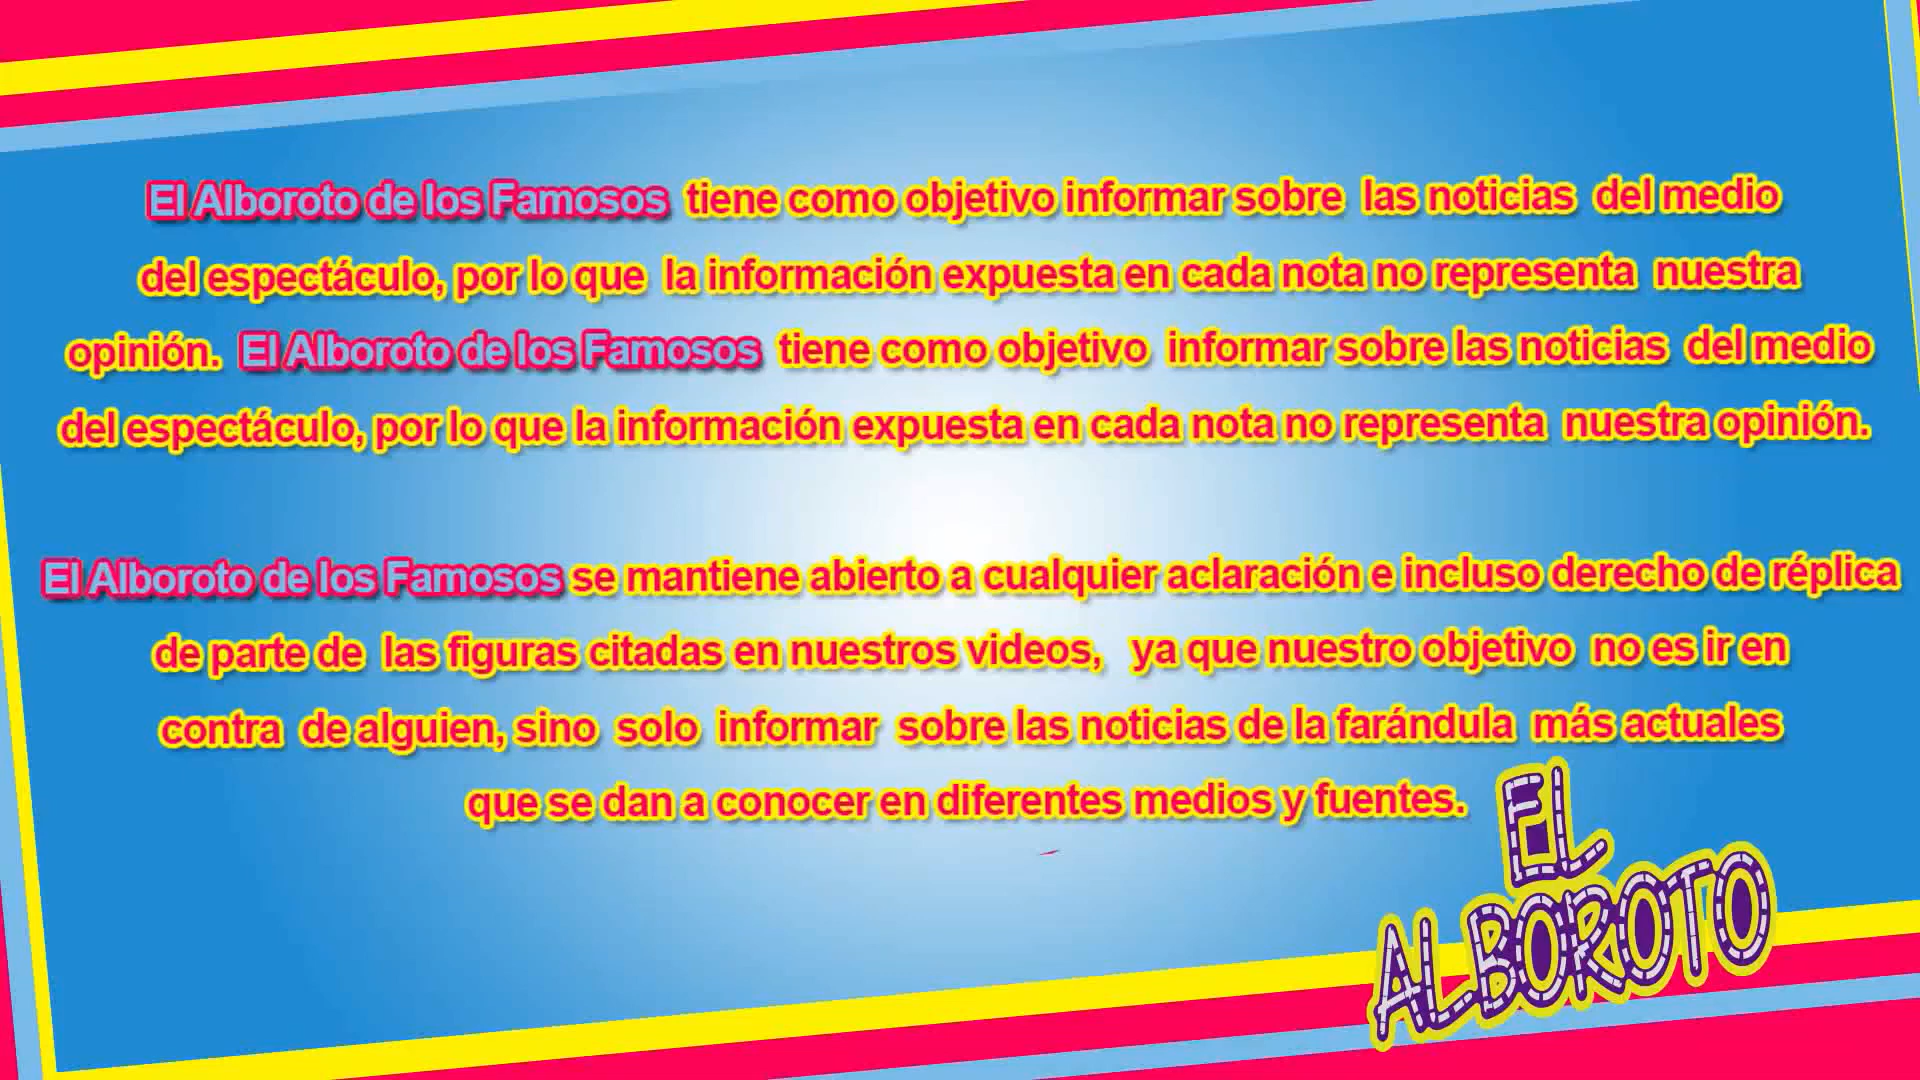 El Alboroto de los Famosos tiene como objetivo informar sobre las noticias del medio
del espectáculo, por lo que la información expuesta en cada nota no representa nuestra
opinión. El Alboroto de los Famosos tiene como objetivo informar sobre las noticias del medio
del espectáculo, por lo que la información expuesta en cada nota no representa nuestra opinión.
El Alboroto de los Famosos se mantiene abierto a cualquier aclaración e incluso derecho de réplica
de parte de las figuras citadas en nuestros videos, ya que nuestro objetivo no es ir en
contra de alguien, sino solo informar sobre las noticias de la farándula más actuales
que se dan a conocer en diferentes medios y fuentes.
EL
ALBOROTO